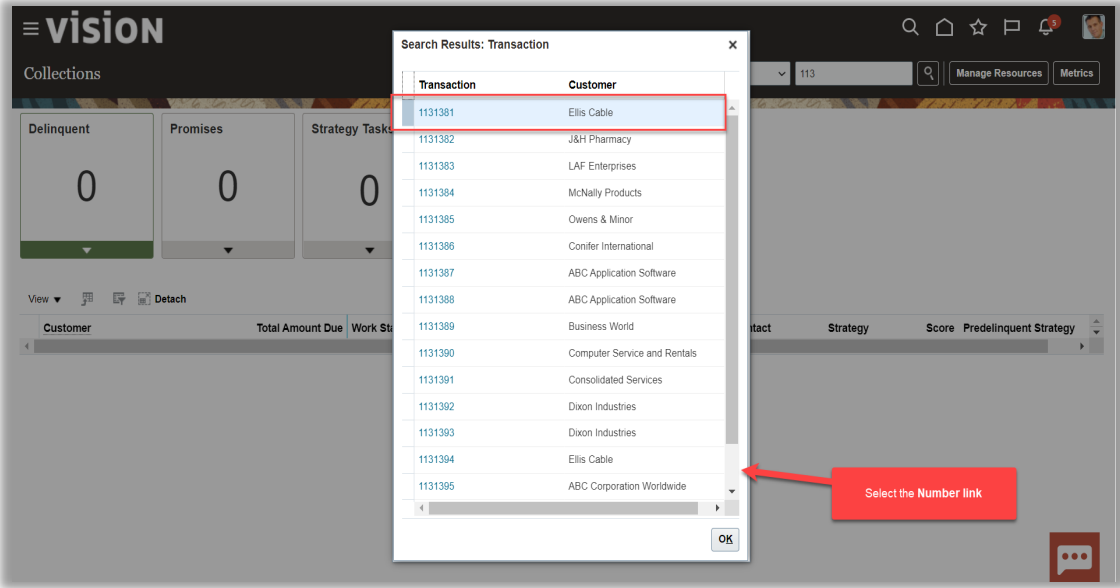 vision
5
Collections
113
Manage Resources
Metrics
Delinquent
0
Promises
0
Strategy Tasks
0
View
Detach
Customer
Total Amount Due
Work Sta
ntact
Strategy
Score
Predelinquent Strategy
Search Results: Transaction
Transaction Customer
1131381 Ellis Cable
1131382 J&H Pharmacy
1131383 LAF Enterprises
1131384 McNally Products
1131385 Owens & Minor
1131386 Conifer International
1131387 ABC Application Software
1131388 ABC Application Software
1131389 Business World
1131390 Computer Service and Rentals
1131391 Consolidated Services
1131392 Dixon Industries
1131393 Dixon Industries
1131394 Ellis Cable
1131395 ABC Corporation Worldwide
OK
Select the Number link